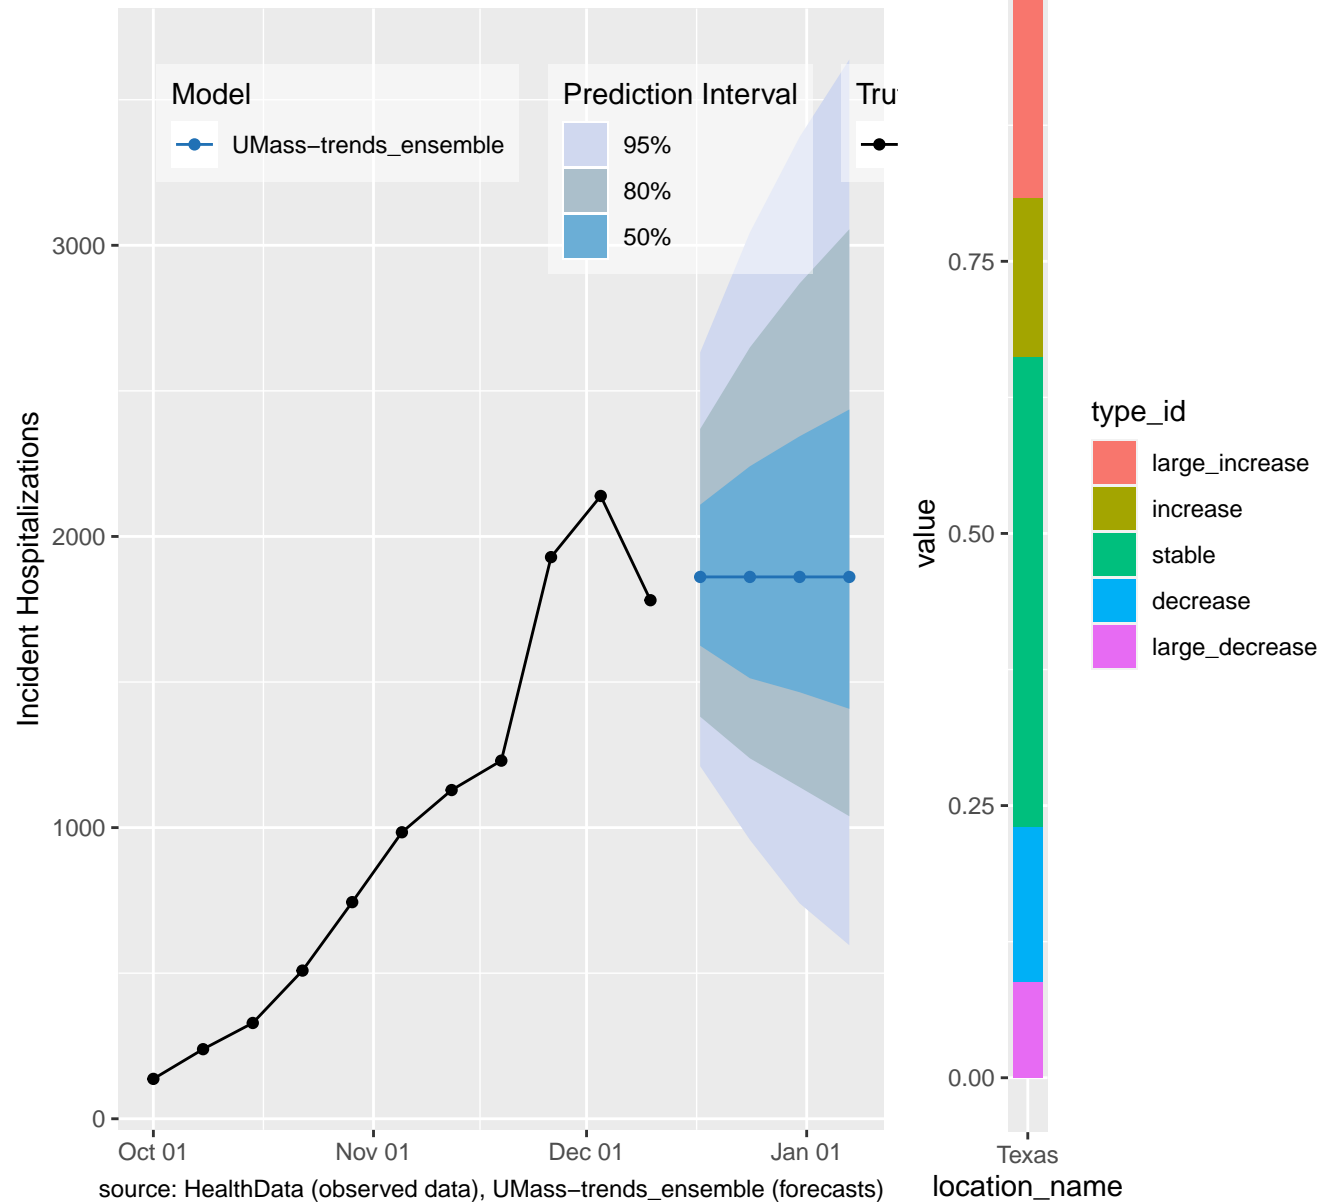 Model
UMass−trends_ensemble
Prediction Interval
95%
80%
50%
Incident Hospitalizations
3000
2000
1000
0
Oct 01
Nov 01
Dec 01
Jan 01
source: HealthData (observed data), UMass−trends_ensemble (forecasts)
value
0.75
0.50
0.25
0.00
Texas
location_name
type_id
large_increase
increase
stable
decrease
large_decrease